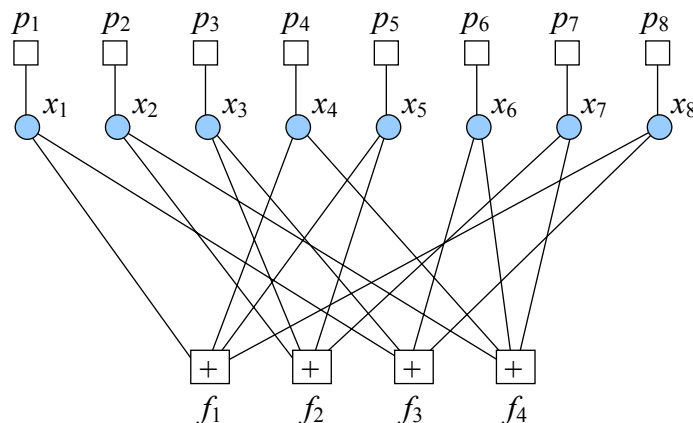 p1 p2 p3 p4 p5 p6 p7 p8
x1 x2 x3 x4 x5 x6 x7 x8
+ + + +
f1 f2 f3 f4